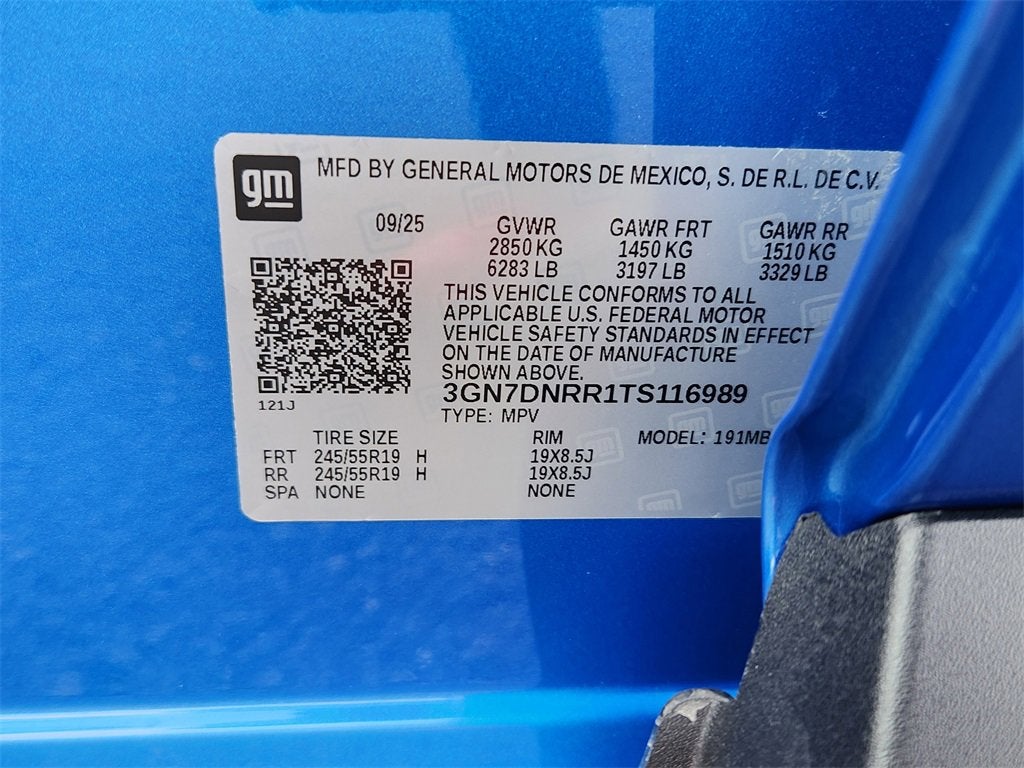 gm MFD BY GENERAL MOTORS DE MEXICO, S. DE R.L. DE C.V.
09/25 GVWR GAWR FRT GAWR RR
2850 KG 1450 KG 1510 KG
6283 LB 3197 LB 3329 LB
THIS VEHICLE CONFORMS TO ALL
APPLICABLE U.S. FEDERAL MOTOR
VEHICLE SAFETY STANDARDS IN EFFECT
ON THE DATE OF MANUFACTURE
SHOWN ABOVE.
3GN7DNRR1TS116989
121J
TYPE: MPV
TIRE SIZE RIM MODEL: 191MB
FRT 245/55R19 H 19X8.5J
RR 245/55R19 H 19X8.5J
SPA NONE NONE